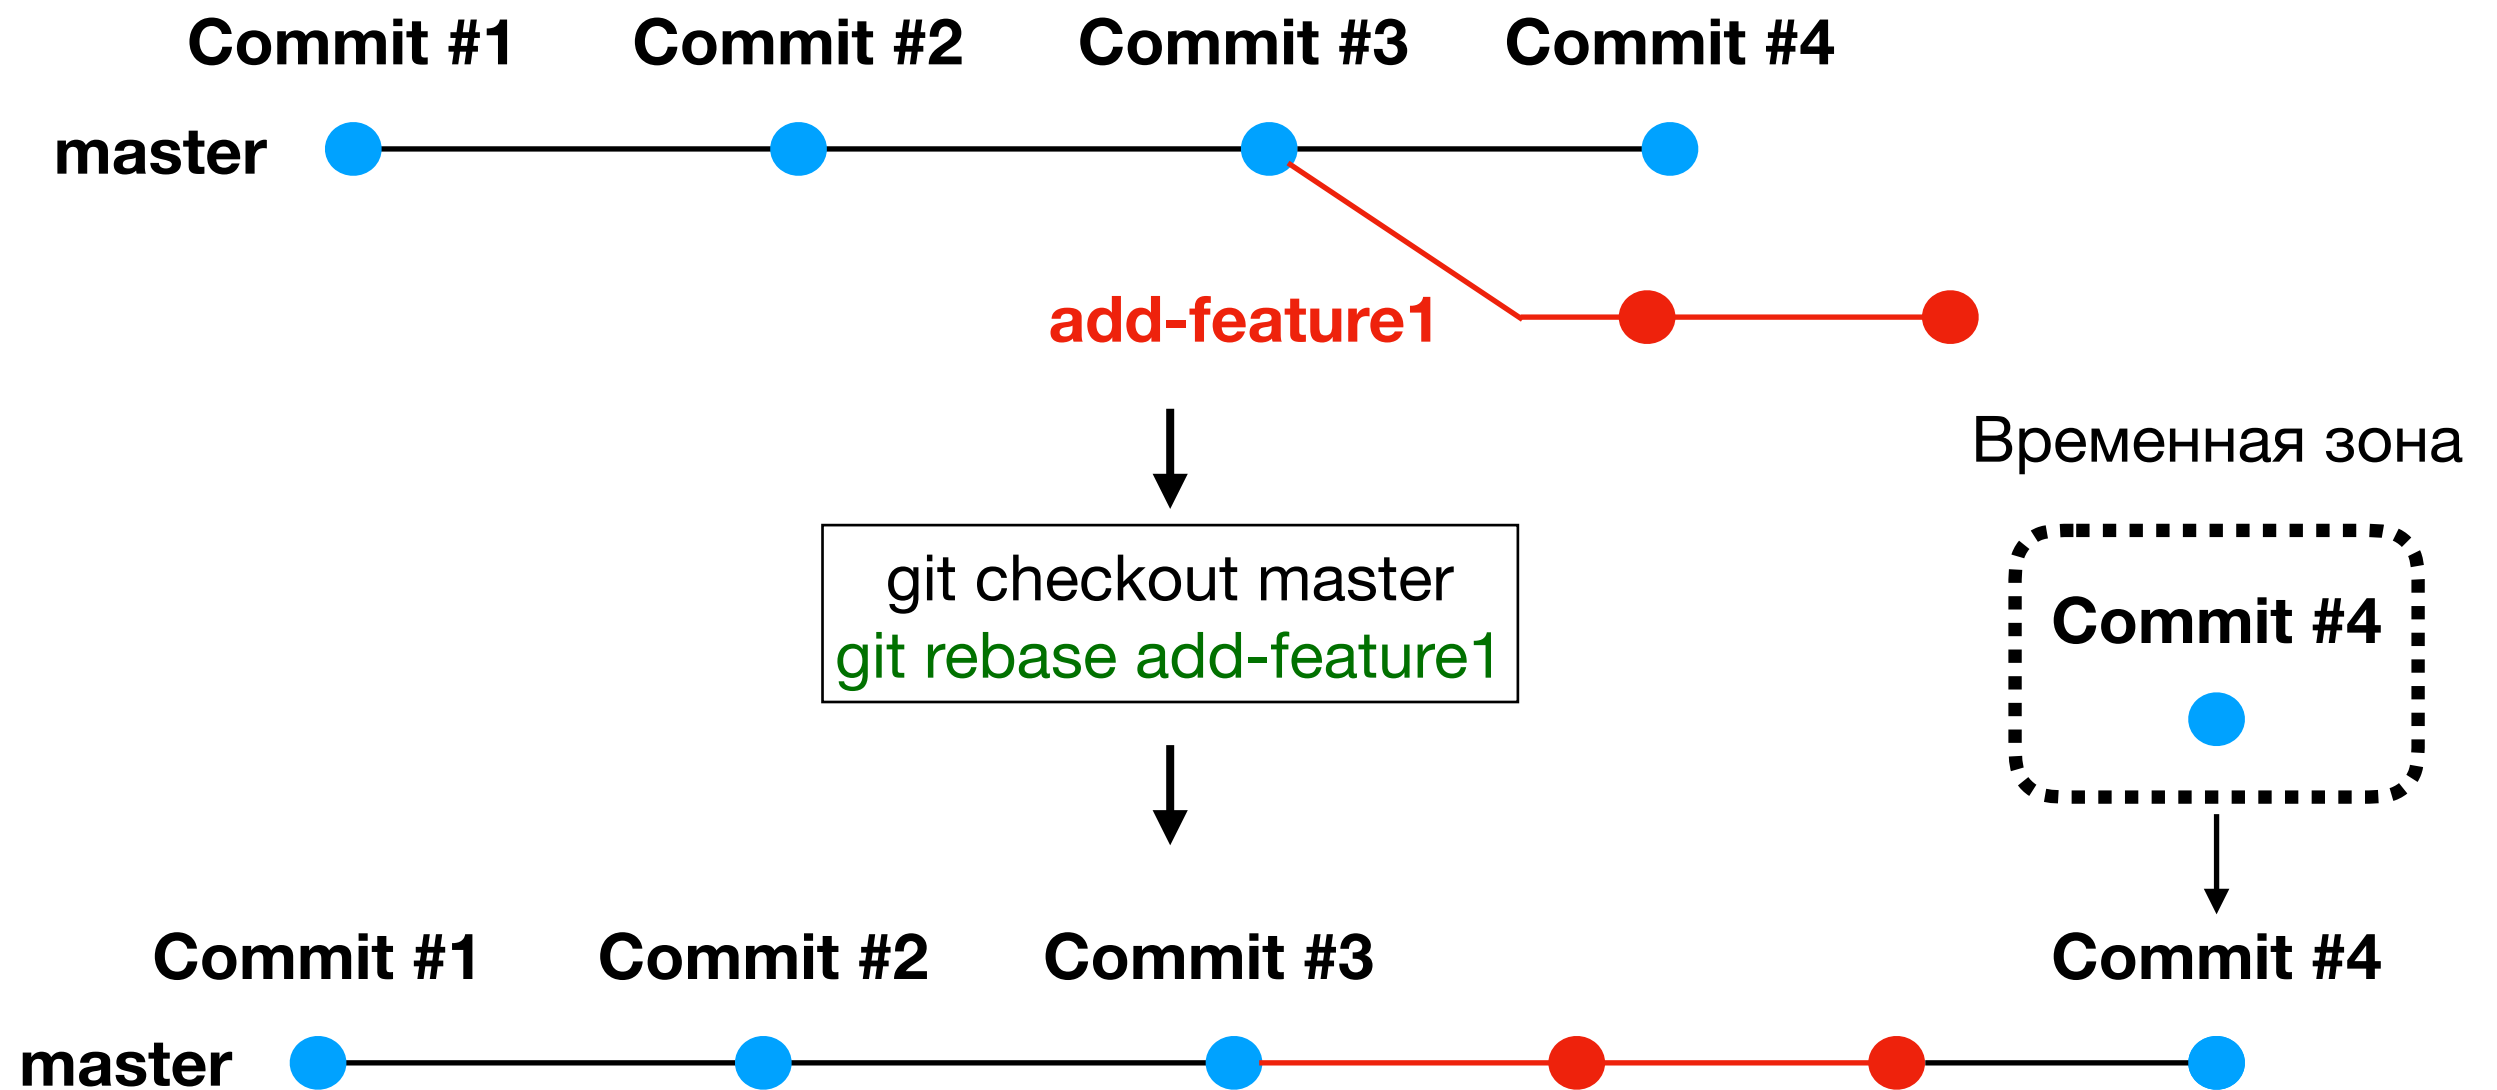 Commit #1 Commit #2 Commit #3 Commit #4
master
add-feature1
Временная зона
git checkout master
git rebase add-feature1
Commit #4
Commit #1 Commit #2 Commit #3 Commit #4
master